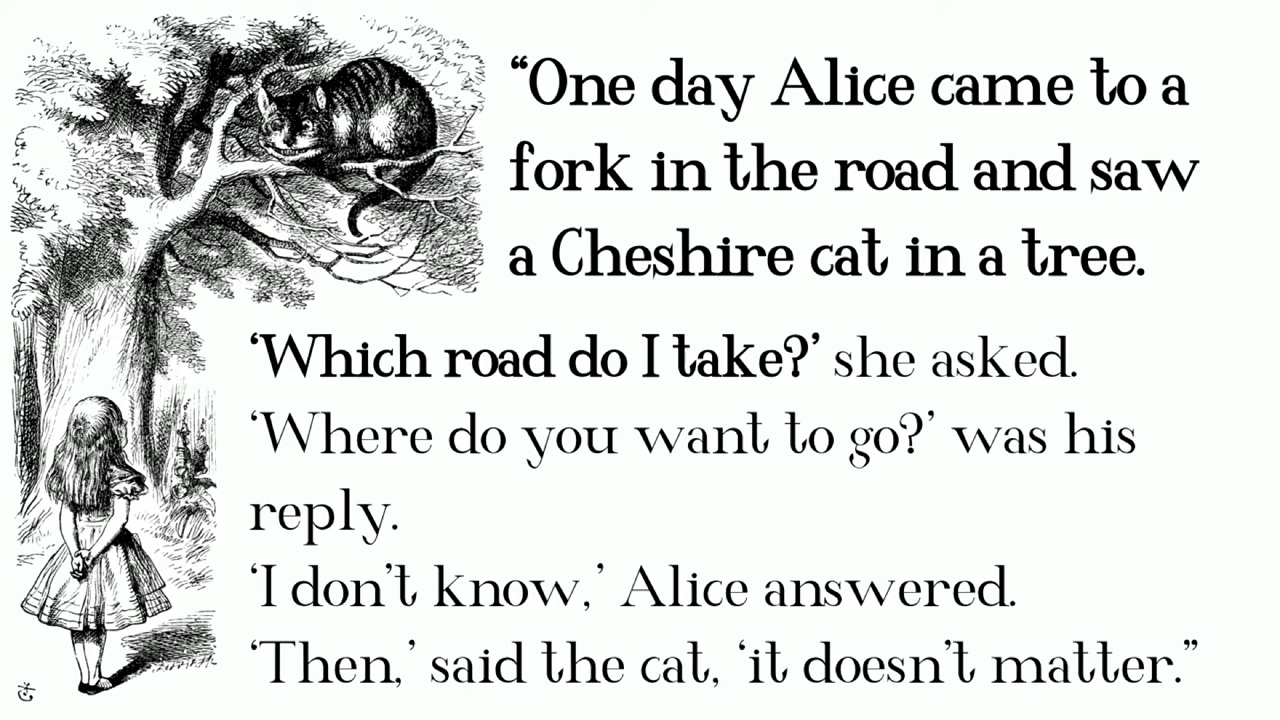 “One day Alice came to a
fork in the road and saw
a Cheshire cat in a tree.
‘Which road do I take?’ she asked.
‘Where do you want to go?’ was his
reply.
‘I don’t know,’ Alice answered.
‘Then,’ said the cat, ‘it doesn’t matter.”